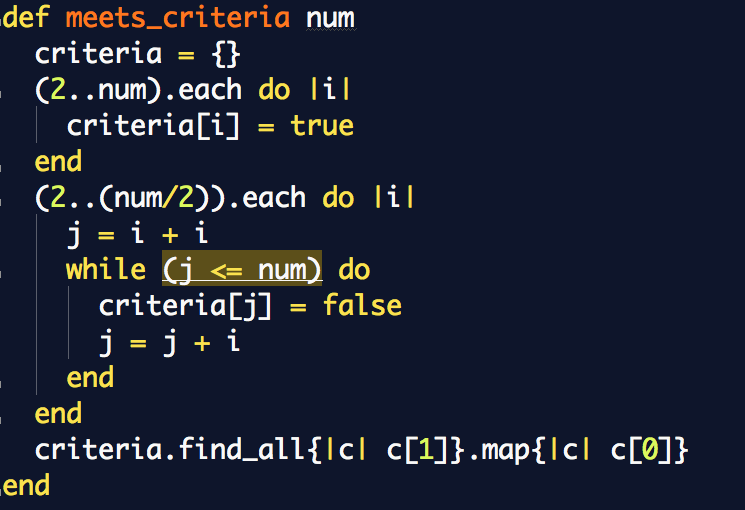 def meets_criteria num
  criteria = {}
  (2..num).each do |i|
    criteria[i] = true
  end
  (2..(num/2)).each do |i|
    j = i + i
    while (j <= num) do
      criteria[j] = false
      j = j + i
    end
  end
  criteria.find_all{|c| c[1]}.map{|c| c[0]}
end